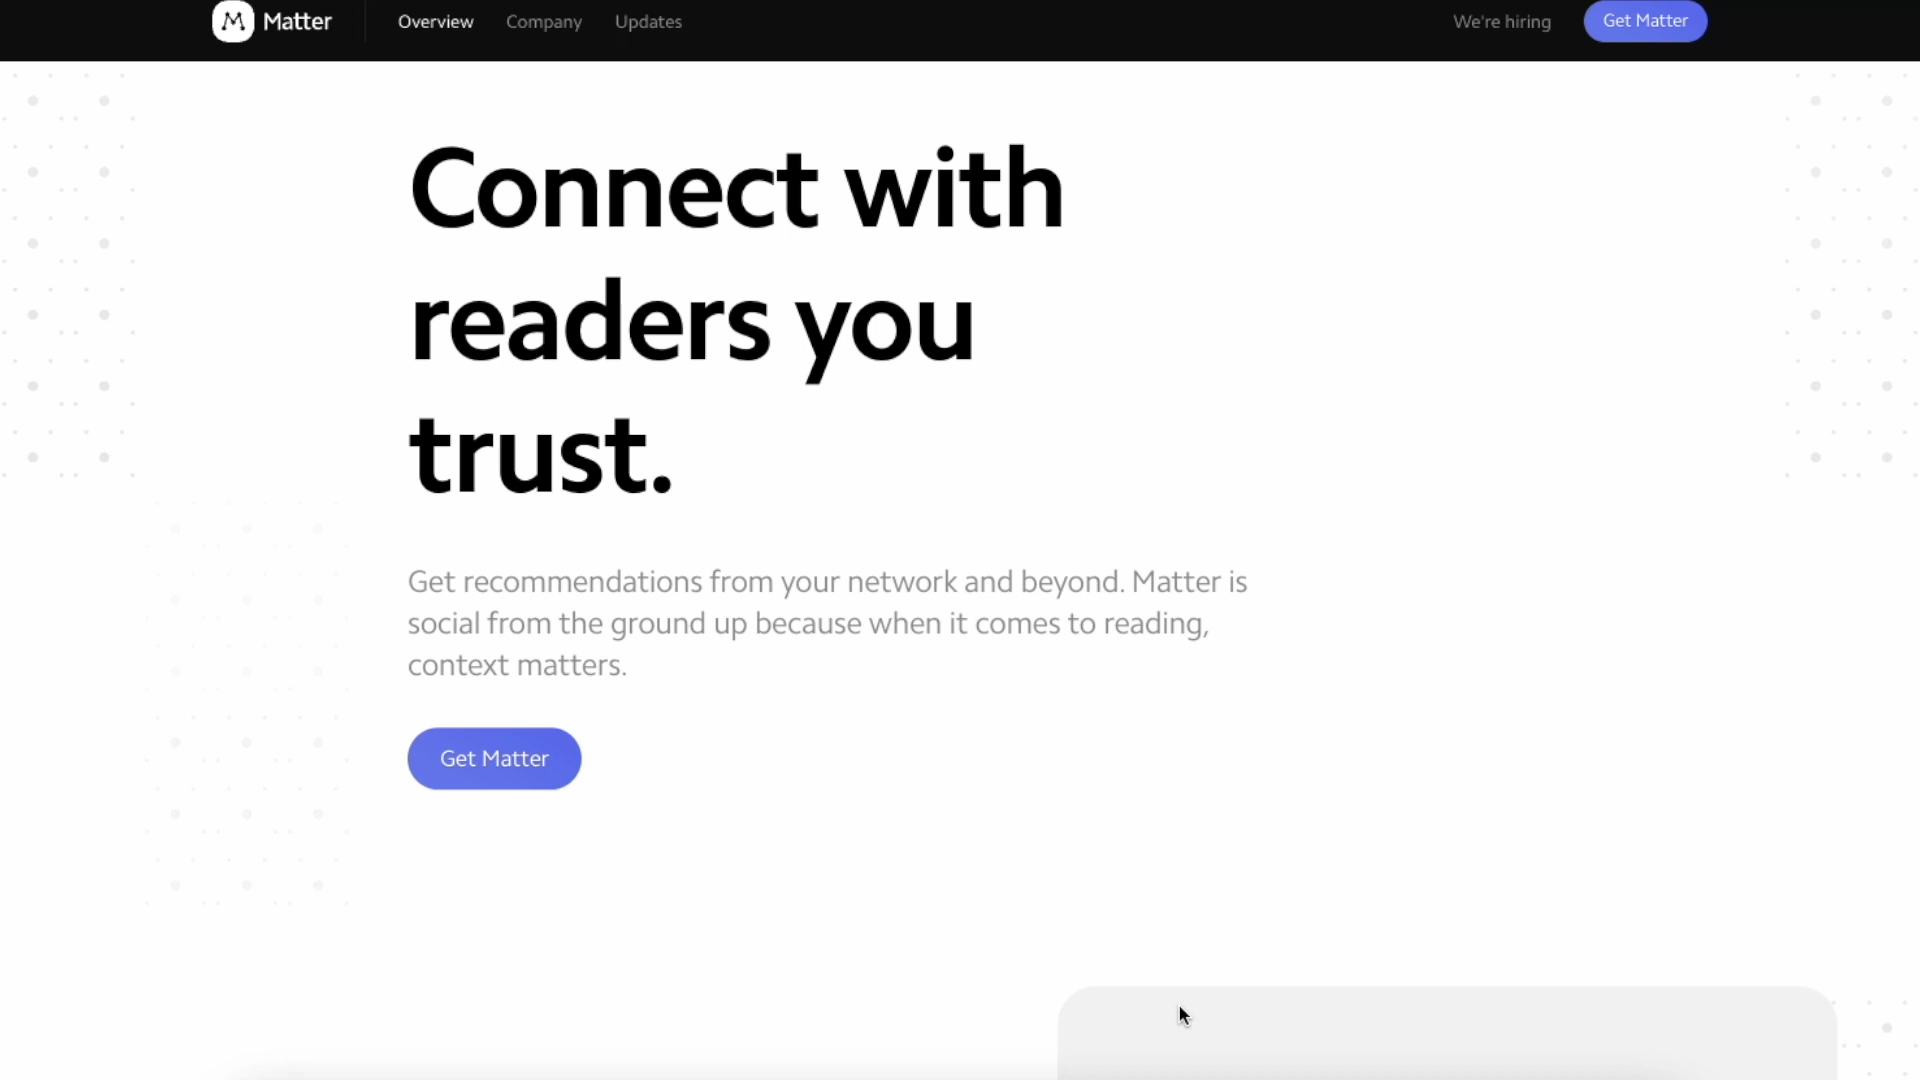 Matter
Overview
Company
Updates
We're hiring
Get Matter
Connect with
readers you
trust.
Get recommendations from your network and beyond. Matter is
social from the ground up because when it comes to reading,
context matters.
Get Matter